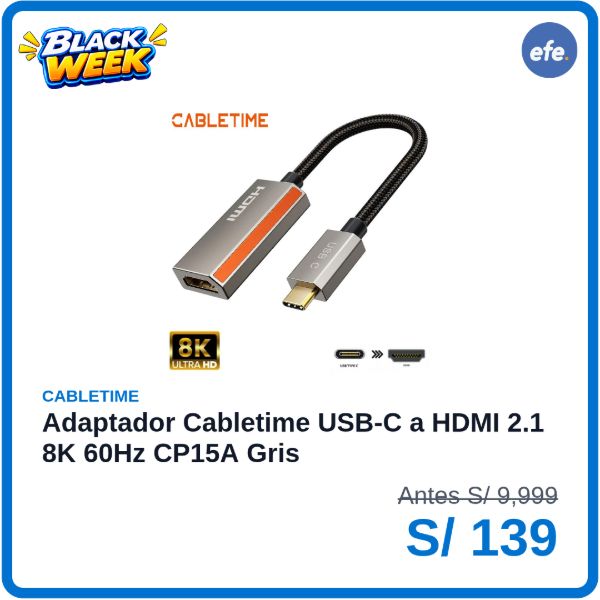 BLACK
WEEK
efe.
CABLETIME
HDMI
USB-C
8K
ULTRA HD
CABLETIME
Adaptador Cabletime USB-C a HDMI 2.1
8K 60Hz CP15A Gris
Antes S/ 9,999
S/ 139